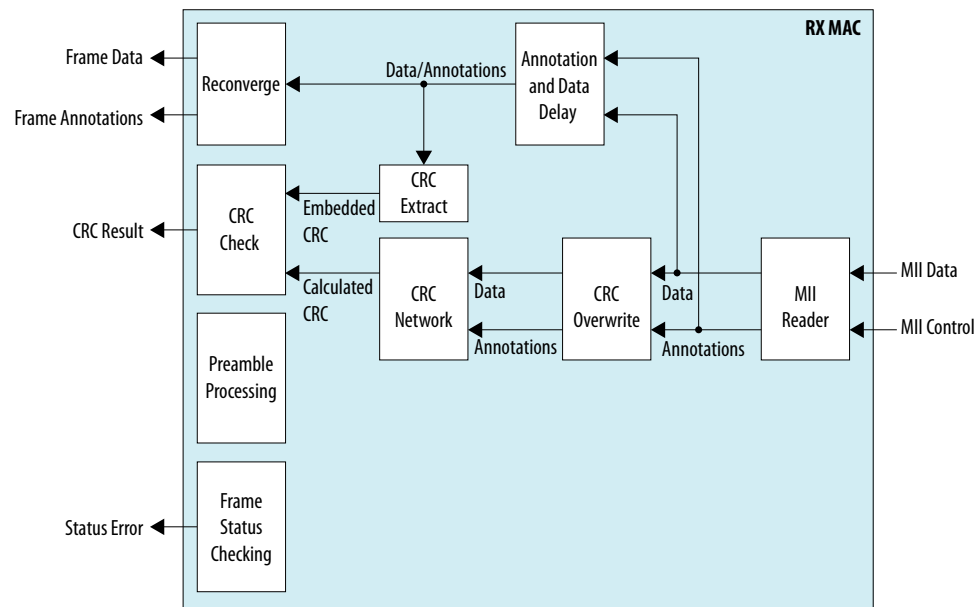 RX MAC
Frame Data
Frame Annotations
Reconverge
Data/Annotations
Annotation
and Data
Delay
CRC
Extract
Embedded
CRC
CRC Result
CRC
Check
Calculated
CRC
CRC
Network
Data
Annotations
CRC
Overwrite
Data
Annotations
MII
Reader
MII Data
MII Control
Preamble
Processing
Status Error
Frame
Status
Checking